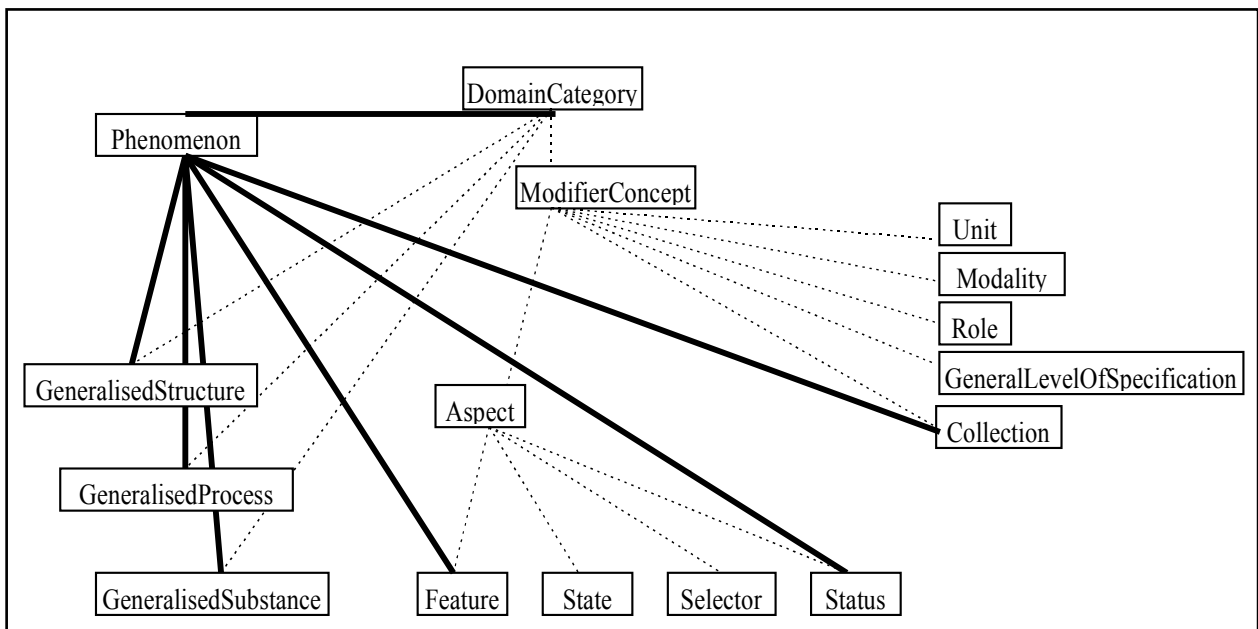 DomainCategory
Phenomenon
ModifierConcept
Unit
Modality
Role
GeneralLevelOfSpecification
GeneralisedStructure
Aspect
Collection
GeneralisedProcess
GeneralisedSubstance
Feature
State
Selector
Status